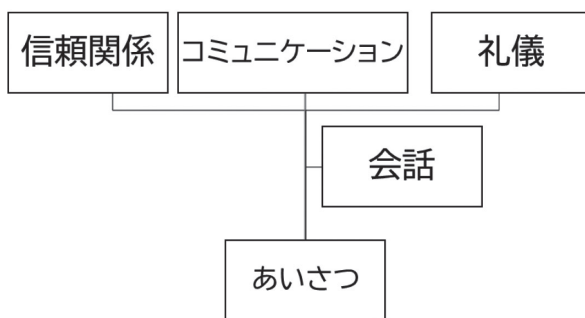 信頼関係
コミュニケーション
礼儀
会話
あいさつ